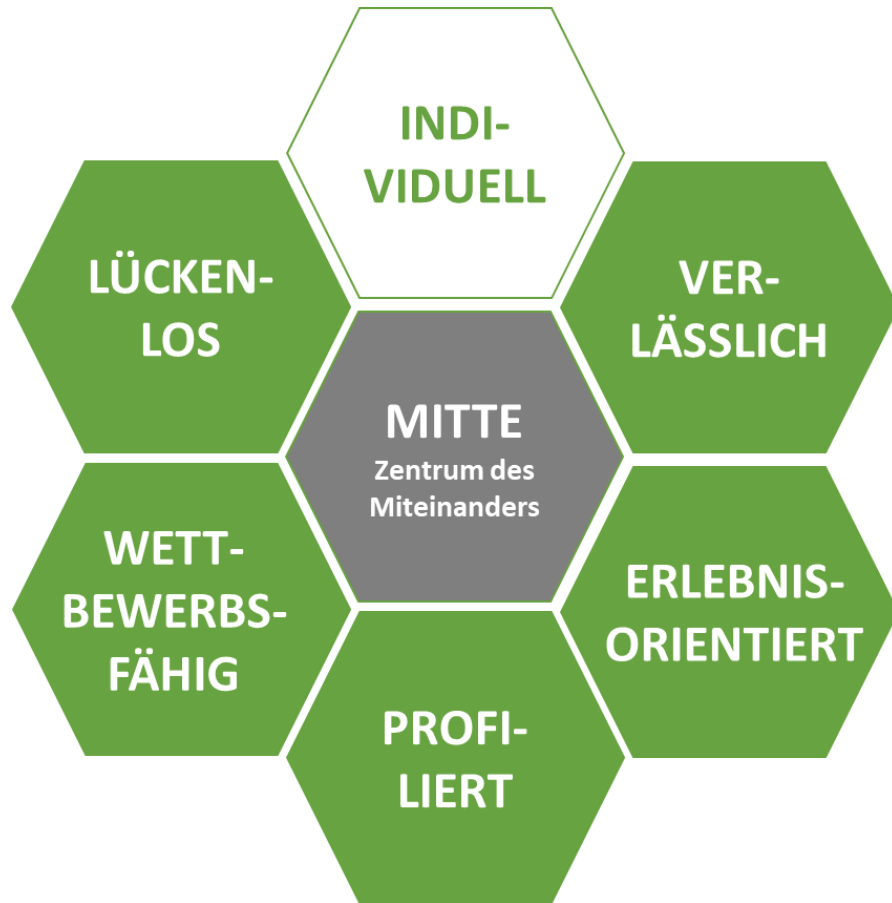 INDI-
VIDUELL
LÜCKEN-
LOS
VER-
LÄSSLICH
MITTE
Zentrum des
Miteinanders
WETT-
BEWERBS-
FÄHIG
ERLEBNIS-
ORIENTIERT
PROFI-
LIERT